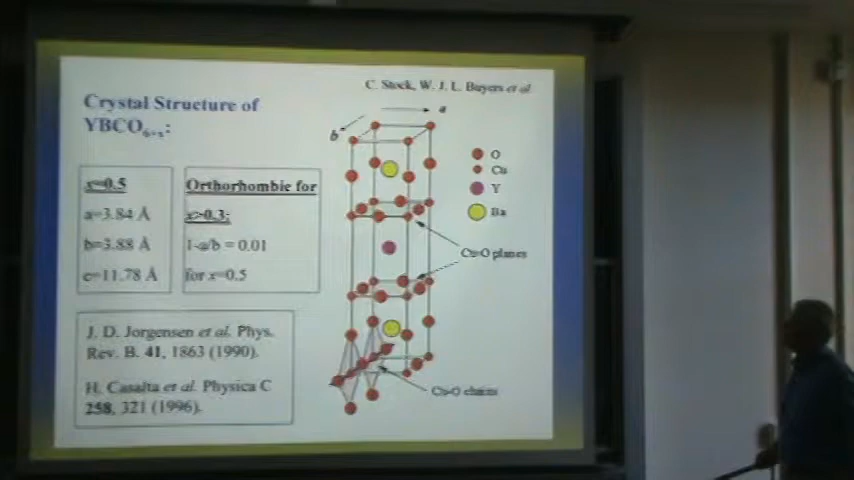 C. Stock, W. J. L. Buyers et al.
Crystal Structure of
YBCO6+x:
a
b
x=0.5
a=3.84 Å
b=3.88 Å
c=11.78 Å
Orthorhombic for
x>0.3:
1-a/b = 0.01
for x=0.5
O
Cu
Y
Ba
Cu-O planes
Cu-O chains
J. D. Jorgensen et al. Phys.
Rev. B. 41, 1863 (1990).
H. Casalta et al. Physica C
258, 321 (1996).